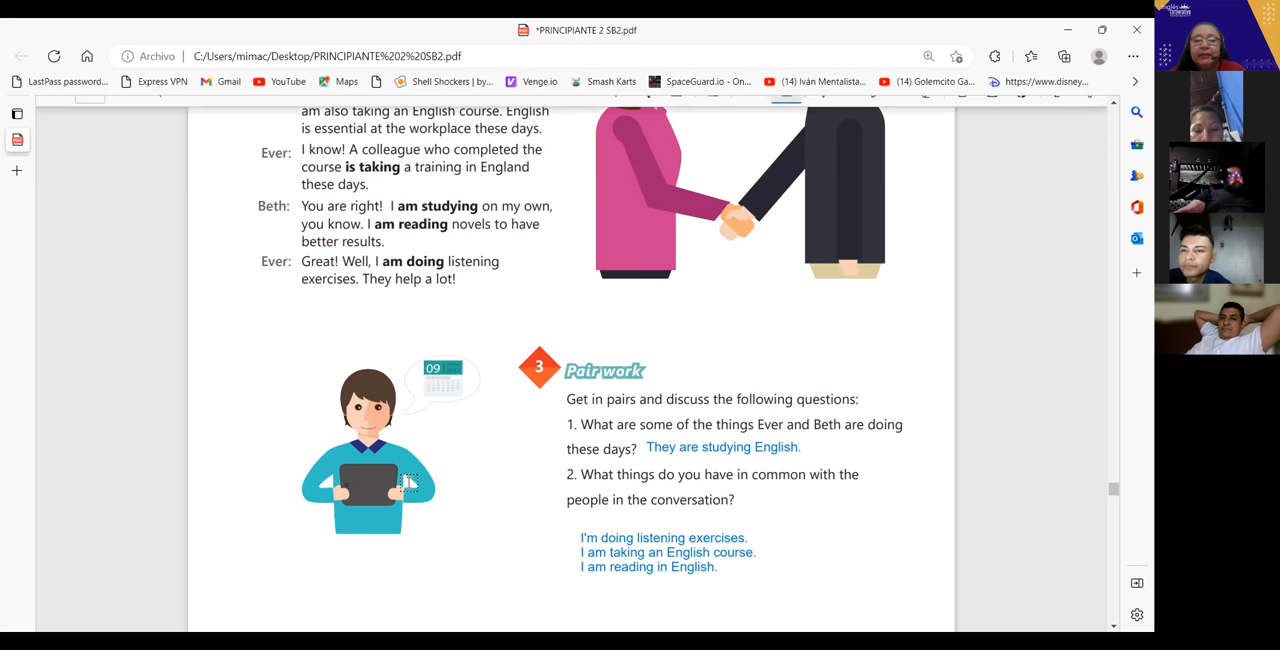 *PRINCIPIANTE 2 SB2.pdf
Archivo
C:/Users/mimac/Desktop/PRINCIPIANTE%202%20SB2.pdf
LastPass password...
Express VPN
Gmail
YouTube
Maps
Shell Shockers | by...
Venge.io
Smash Karts
SpaceGuard.io - On...
(14) Iván Mentalista...
(14) Golemcito Ga...
https://www.disney...
am also taking an English course. English
is essential at the workplace these days.
Ever: I know! A colleague who completed the
course is taking a training in England
these days.
Beth: You are right! I am studying on my own,
you know. I am reading novels to have
better results.
Ever: Great! Well, I am doing listening
exercises. They help a lot!
09
3
Pair work
Get in pairs and discuss the following questions:
1. What are some of the things Ever and Beth are doing
these days? They are studying English.
2. What things do you have in common with the
people in the conversation?
I'm doing listening exercises.
I am taking an English course.
I am reading in English.